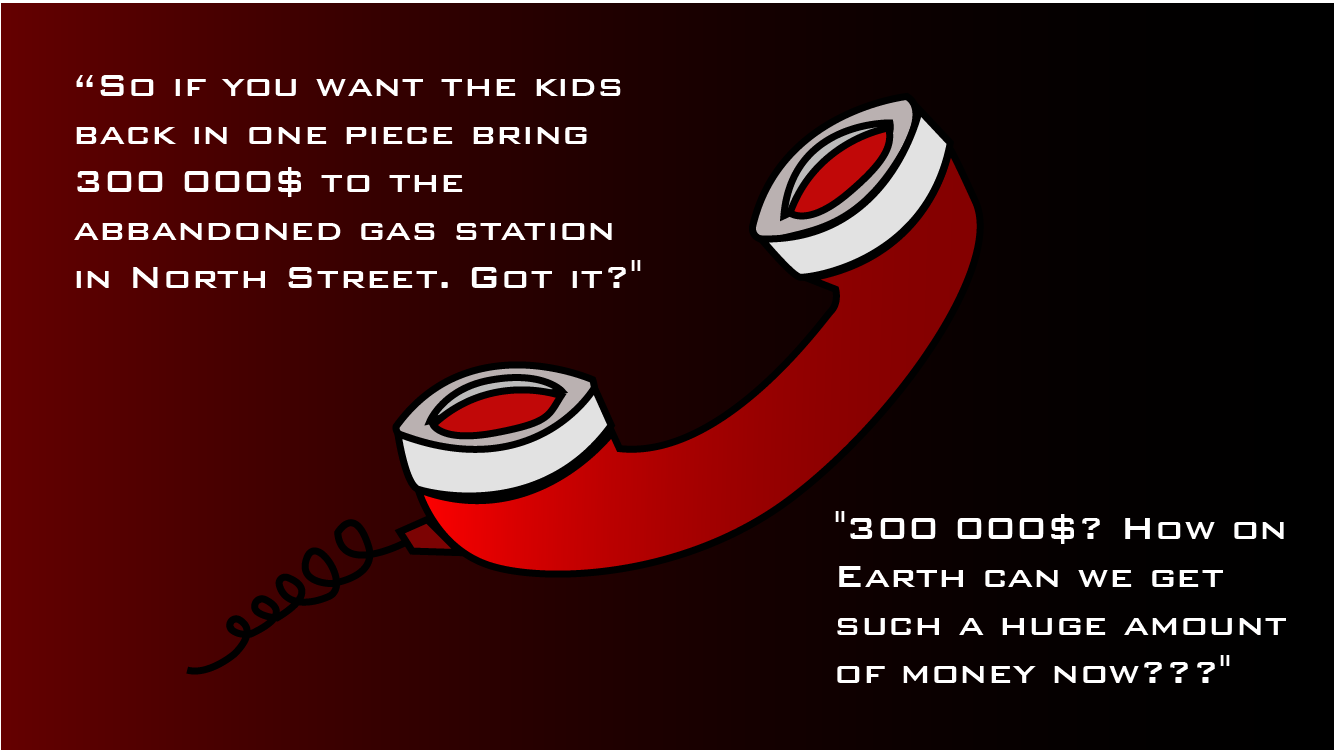 “So if you want the kids
back in one piece bring
300 000$ to the
abbandoned gas station
in North Street. Got it?"
"300 000$? How on
Earth can we get
such a huge amount
of money now???"